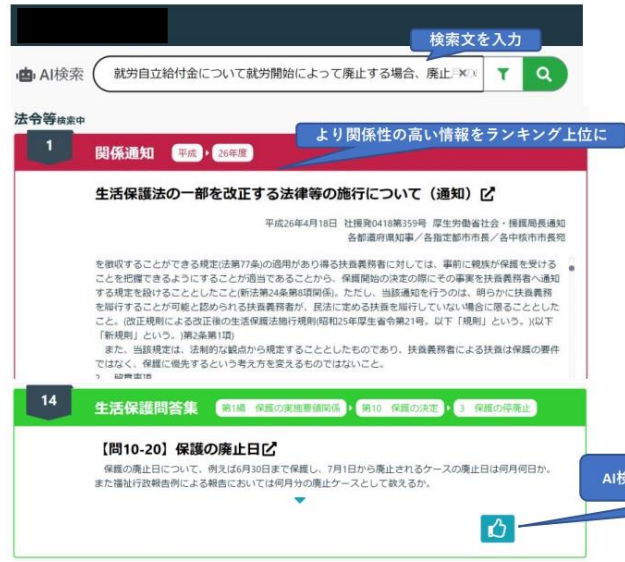 検索文を入力
AI検索
就労自立給付金について就労開始によって廃止する場合、廃止
法令等検索中
より関係性の高い情報をランキング上位に
1
関係通知 平成 26年度
生活保護法の一部を改正する法律等の施行について（通知）
平成26年4月18日 社援発0418第359号 厚生労働省社会・援護局長通知
各都道府県知事／各指定都市市長／各中核市市長宛
を徴収することができる規定(法第77条)の適用があり得る扶養義務者に対しては、事前に親族が保護を受ける
ことを把握できるようにすることが適当であることから、保護開始の決定の際にその事実を扶養義務者へ通知
する規定を設けることとしたこと(新法第24条第8項関係)。ただし、当該通知を行うのは、明らかに扶養義務
を履行することが可能と認められる扶養義務者が、民法に定める扶養を履行していない場合に限ることとした
こと。(改正規則による改正後の生活保護法施行規則(昭和25年厚生省令第21号。以下「規則」という。)(以下
「新規則」という。)第2条第1項)
また、当該規定は、法制的な観点から規定することとしたものであり、扶養義務者による扶養は保護の要件
ではなく、保護に優先するという考え方を変えるものではないこと。
2 留意事項
14
生活保護問答集 第1編 保護の実施要領関係 第10 保護の決定 3 保護の停廃止
【問10-20】保護の廃止日
保護の廃止日について、例えば6月30日まで保護し、7月1日から廃止されるケースの廃止日は何月何日か。
また福祉行政報告例による報告においては何月分の廃止ケースとして数えるか。
AI検